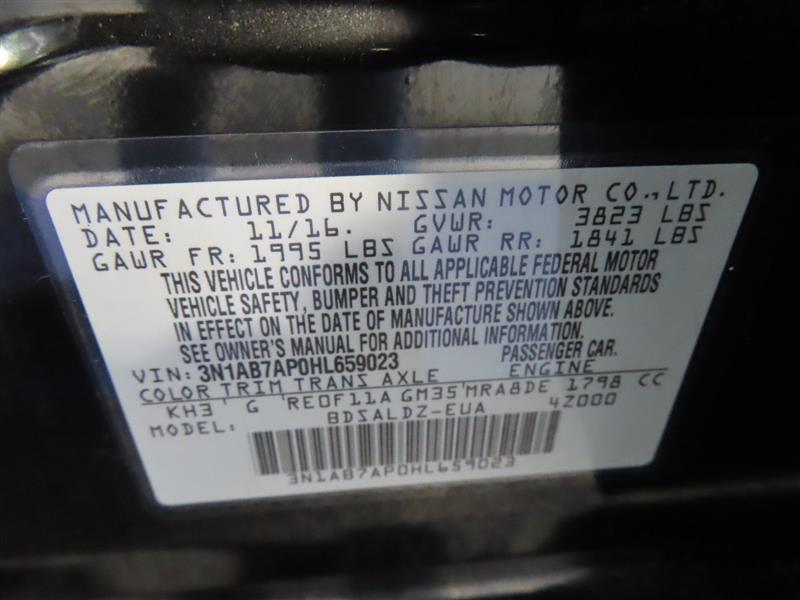 MANUFACTURED BY NISSAN MOTOR CO., LTD.
DATE: 11/16. GVWR: 3823 LBS
GAWR FR: 1995 LBS GAWR RR: 1841 LBS
THIS VEHICLE CONFORMS TO ALL APPLICABLE FEDERAL MOTOR
VEHICLE SAFETY, BUMPER AND THEFT PREVENTION STANDARDS
IN EFFECT ON THE DATE OF MANUFACTURE SHOWN ABOVE.
SEE OWNER'S MANUAL FOR ADDITIONAL INFORMATION.
VIN: 3N1AB7AP0HL659023 PASSENGER CAR.
COLOR TRIM TRANS AXLE ENGINE
KH3' G 'RE0F11A GM35'MRA8DE 1798 CC
MODEL: BDSALDZ-EUA 4Z000
3N1AB7AP0HL659023